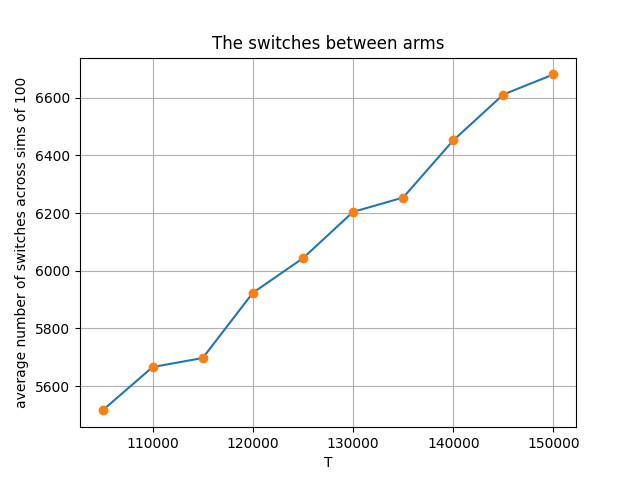 The switches between arms
average number of switches across sims of 100
6600
6400
6200
6000
5800
5600
110000 120000 130000 140000 150000
T